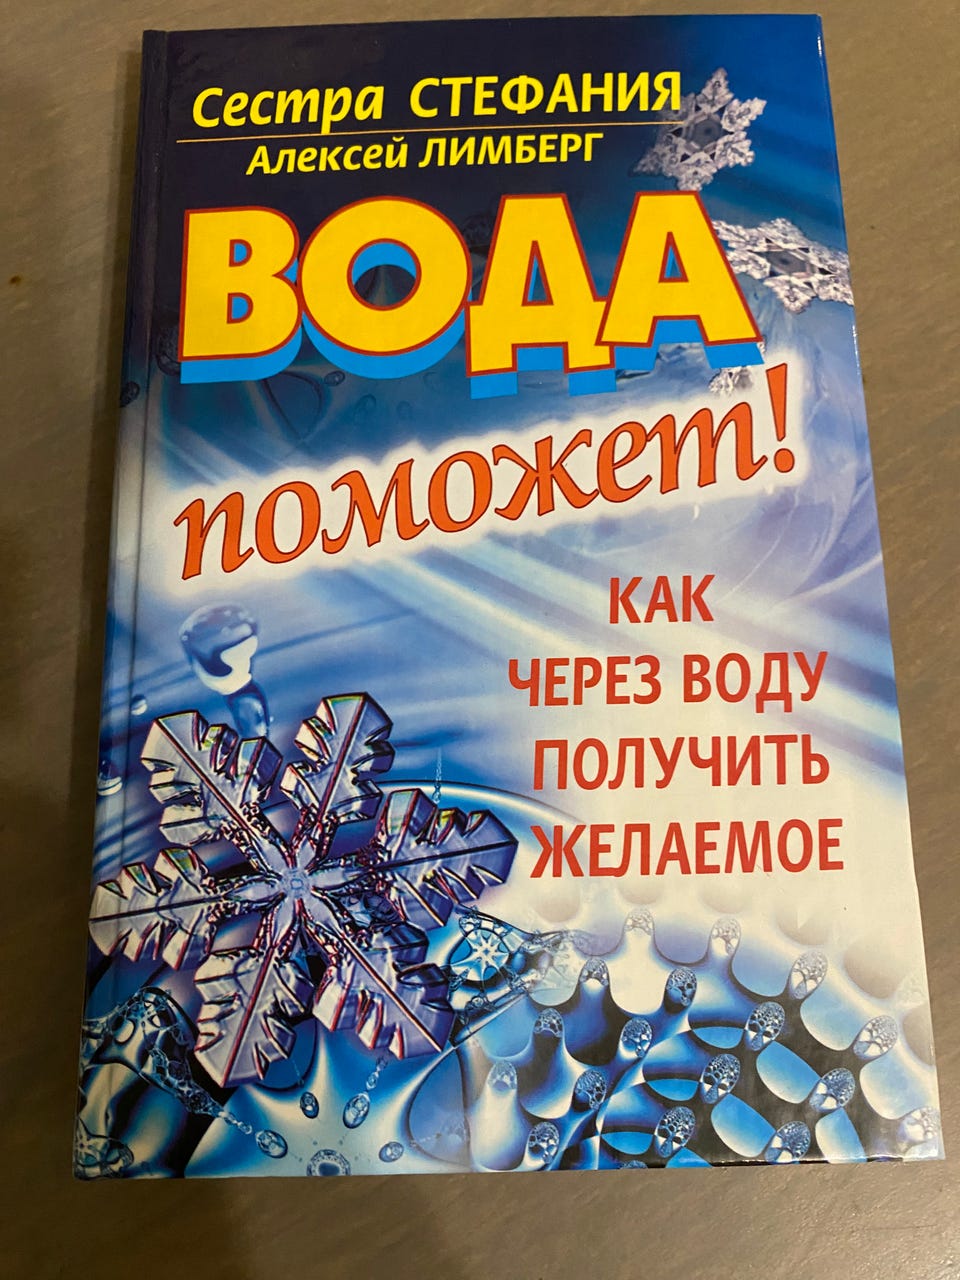 Сестра СТЕФАНИЯ
Алексей ЛИМБЕРГ
ВОДА
поможет!
КАК
ЧЕРЕЗ ВОДУ
ПОЛУЧИТЬ
ЖЕЛАЕМОЕ